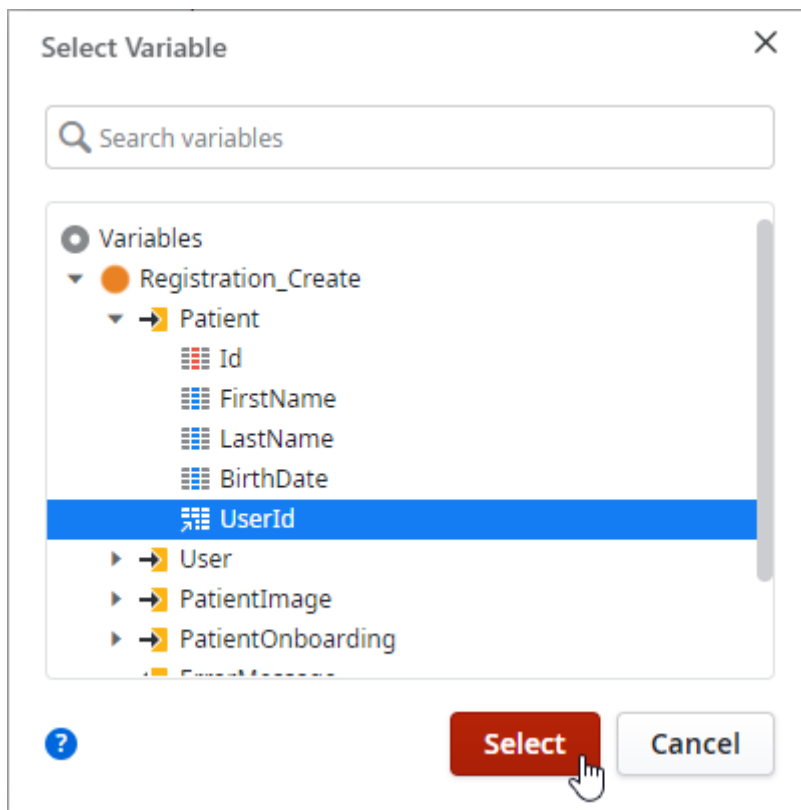 Select Variable
Search variables
Variables
Registration_Create
Patient
Id
FirstName
LastName
BirthDate
UserId
User
PatientImage
PatientOnboarding
?
Select
Cancel